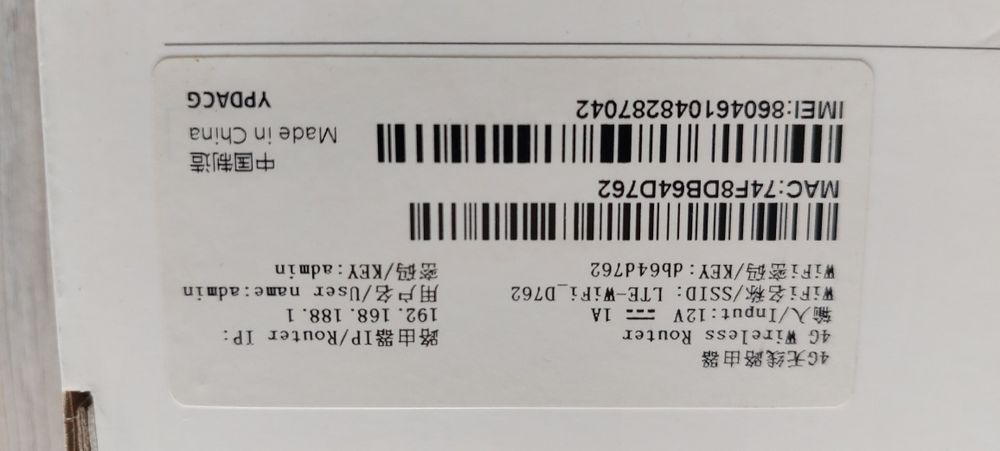 4G无线路由器
4G Wireless Router
输入/Input:12V ⎓ 1A
WiFi名称/SSID: LTE-WiFi_D762
WiFi密码/KEY:db64d762
路由器IP/Router IP:
192.168.188.1
用户名/User name:admin
密码/KEY:admin
MAC:74F8DB64D762
IMEI:860461048287042
中国制造
Made in China
YPDACG